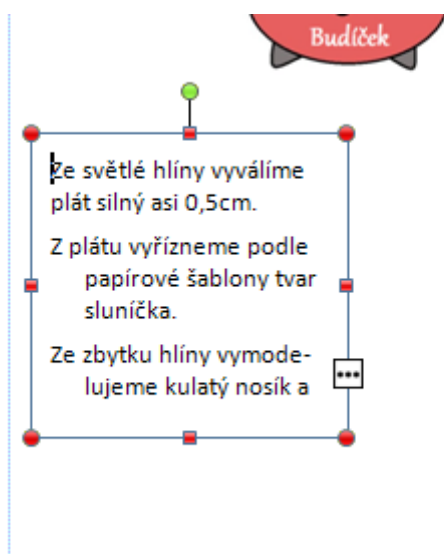 Budíček
Ze světlé hlíny vyválíme
plát silný asi 0,5cm.
Z plátu vyřízneme podle
papírové šablony tvar
sluníčka.
Ze zbytku hlíny vymode-
lujeme kulatý nosík a